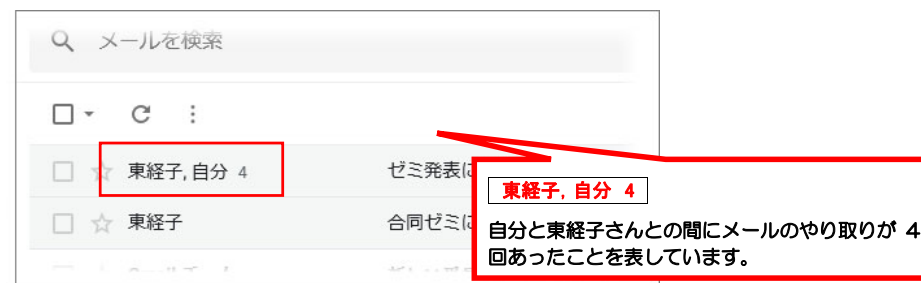 メールを検索
東経子, 自分 4
ゼミ発表に
東経子
合同ゼミに
東経子, 自分 4
自分と東経子さんとの間にメールのやり取りが 4
回あったことを表しています。